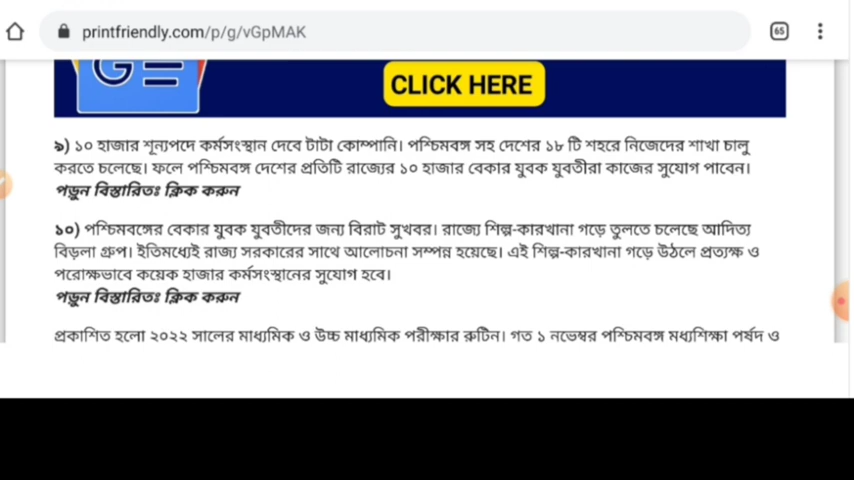 printfriendly.com/p/g/vGpMAK
65
GE
CLICK HERE
৯) ১০ হাজার শূন্যপদে কর্মসংস্থান দেবে টাটা কোম্পানি। পশ্চিমবঙ্গ সহ দেশের ১৮ টি শহরে নিজেদের শাখা চালু
করতে চলেছে। ফলে পশ্চিমবঙ্গ দেশের প্রতিটি রাজ্যের ১০ হাজার বেকার যুবক যুবতীরা কাজের সুযোগ পাবেন।
পড়ুন বিস্তারিতঃ ক্লিক করুন
১০) পশ্চিমবঙ্গের বেকার যুবক যুবতীদের জন্য বিরাট সুখবর। রাজ্যে শিল্প-কারখানা গড়ে তুলতে চলেছে আদিত্য
বিড়লা গ্রুপ। ইতিমধ্যেই রাজ্য সরকারের সাথে আলোচনা সম্পন্ন হয়েছে। এই শিল্প-কারখানা গড়ে উঠলে প্রত্যক্ষ ও
পরোক্ষভাবে কয়েক হাজার কর্মসংস্থানের সুযোগ হবে।
পড়ুন বিস্তারিতঃ ক্লিক করুন
প্রকাশিত হলো ২০২২ সালের মাধ্যমিক ও উচ্চ মাধ্যমিক পরীক্ষার রুটিন। গত ১ নভেম্বর পশ্চিমবঙ্গ মধ্যশিক্ষা পর্ষদ ও